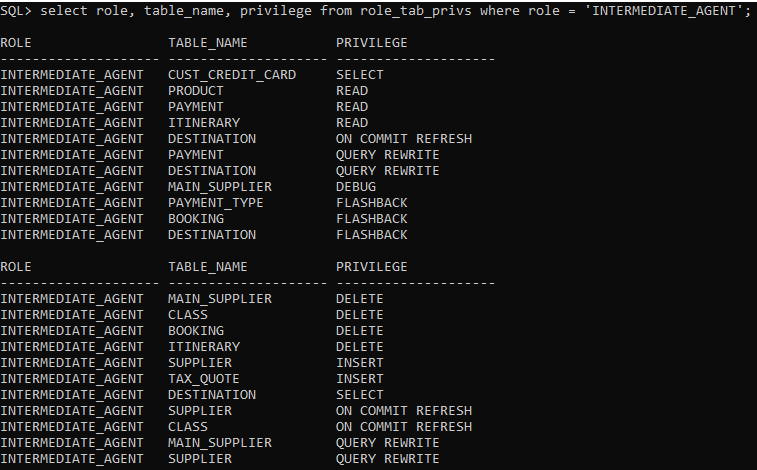 SQL> select role, table_name, privilege from role_tab_privs where role = 'INTERMEDIATE_AGENT';
ROLE TABLE_NAME PRIVILEGE
-------------------- -------------------- --------------------
INTERMEDIATE_AGENT CUST_CREDIT_CARD SELECT
INTERMEDIATE_AGENT PRODUCT READ
INTERMEDIATE_AGENT PAYMENT READ
INTERMEDIATE_AGENT ITINERARY READ
INTERMEDIATE_AGENT DESTINATION ON COMMIT REFRESH
INTERMEDIATE_AGENT PAYMENT QUERY REWRITE
INTERMEDIATE_AGENT DESTINATION QUERY REWRITE
INTERMEDIATE_AGENT MAIN_SUPPLIER DEBUG
INTERMEDIATE_AGENT PAYMENT_TYPE FLASHBACK
INTERMEDIATE_AGENT BOOKING FLASHBACK
INTERMEDIATE_AGENT DESTINATION FLASHBACK
ROLE TABLE_NAME PRIVILEGE
-------------------- -------------------- --------------------
INTERMEDIATE_AGENT MAIN_SUPPLIER DELETE
INTERMEDIATE_AGENT CLASS DELETE
INTERMEDIATE_AGENT BOOKING DELETE
INTERMEDIATE_AGENT ITINERARY DELETE
INTERMEDIATE_AGENT SUPPLIER INSERT
INTERMEDIATE_AGENT TAX_QUOTE INSERT
INTERMEDIATE_AGENT DESTINATION SELECT
INTERMEDIATE_AGENT SUPPLIER ON COMMIT REFRESH
INTERMEDIATE_AGENT CLASS ON COMMIT REFRESH
INTERMEDIATE_AGENT MAIN_SUPPLIER QUERY REWRITE
INTERMEDIATE_AGENT SUPPLIER QUERY REWRITE